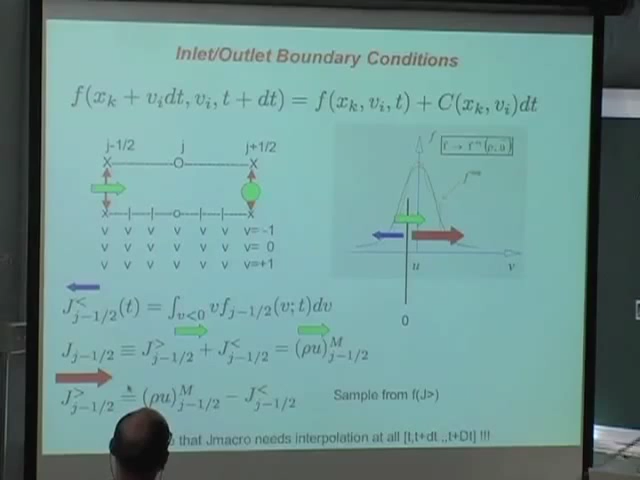 Inlet/Outlet Boundary Conditions
f(x_k + v_i dt, v_i, t + dt) = f(x_k, v_i, t) + C(x_k, v_i)dt
j-1/2 j j+1/2
X X
x x
v v v v v v v= -1
v v v v v v v= 0
v v v v v v v=+1
f
u v
0
J^<_{j-1/2}(t) = ∫_{v<0} v f_{j-1/2}(v; t)dv
J_{j-1/2} ≡ J^>_{j-1/2} + J^<_{j-1/2} = (ρu)^M_{j-1/2}
J^>_{j-1/2} = (ρu)^M_{j-1/2} − J^<_{j-1/2} Sample from f(J>)
that Jmacro needs interpolation at all [t,t+dt ,,t+Dt] !!!